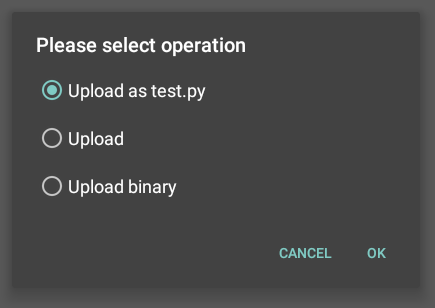 Please select operation
Upload as test.py
Upload
Upload binary
CANCEL OK